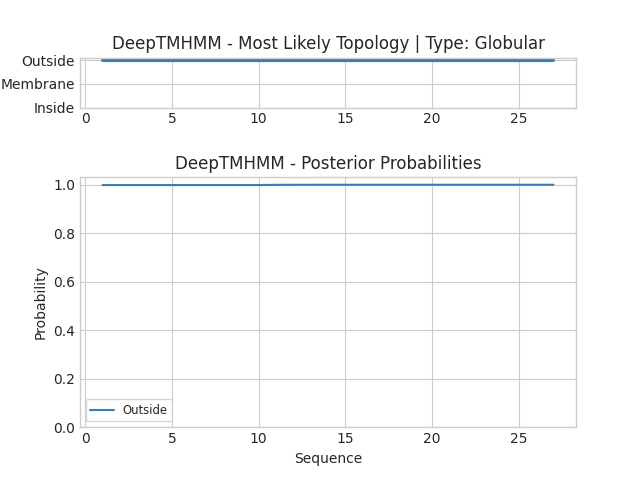 DeepTMHMM - Most Likely Topology | Type: Globular
Outside
Membrane
Inside
0 5 10 15 20 25
DeepTMHMM - Posterior Probabilities
1.0
0.8
0.6
0.4
0.2
0.0
Probability
Outside
0 5 10 15 20 25
Sequence